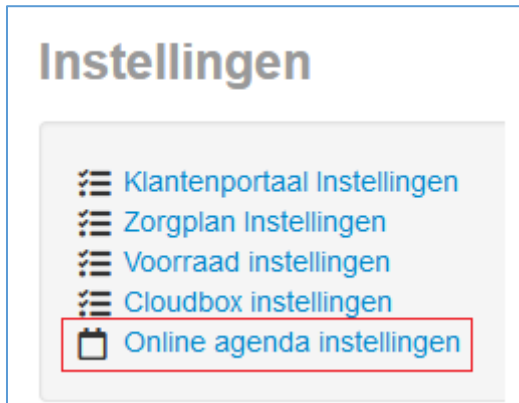 Instellingen
Klantenportaal Instellingen
Zorgplan Instellingen
Voorraad instellingen
Cloudbox instellingen
Online agenda instellingen